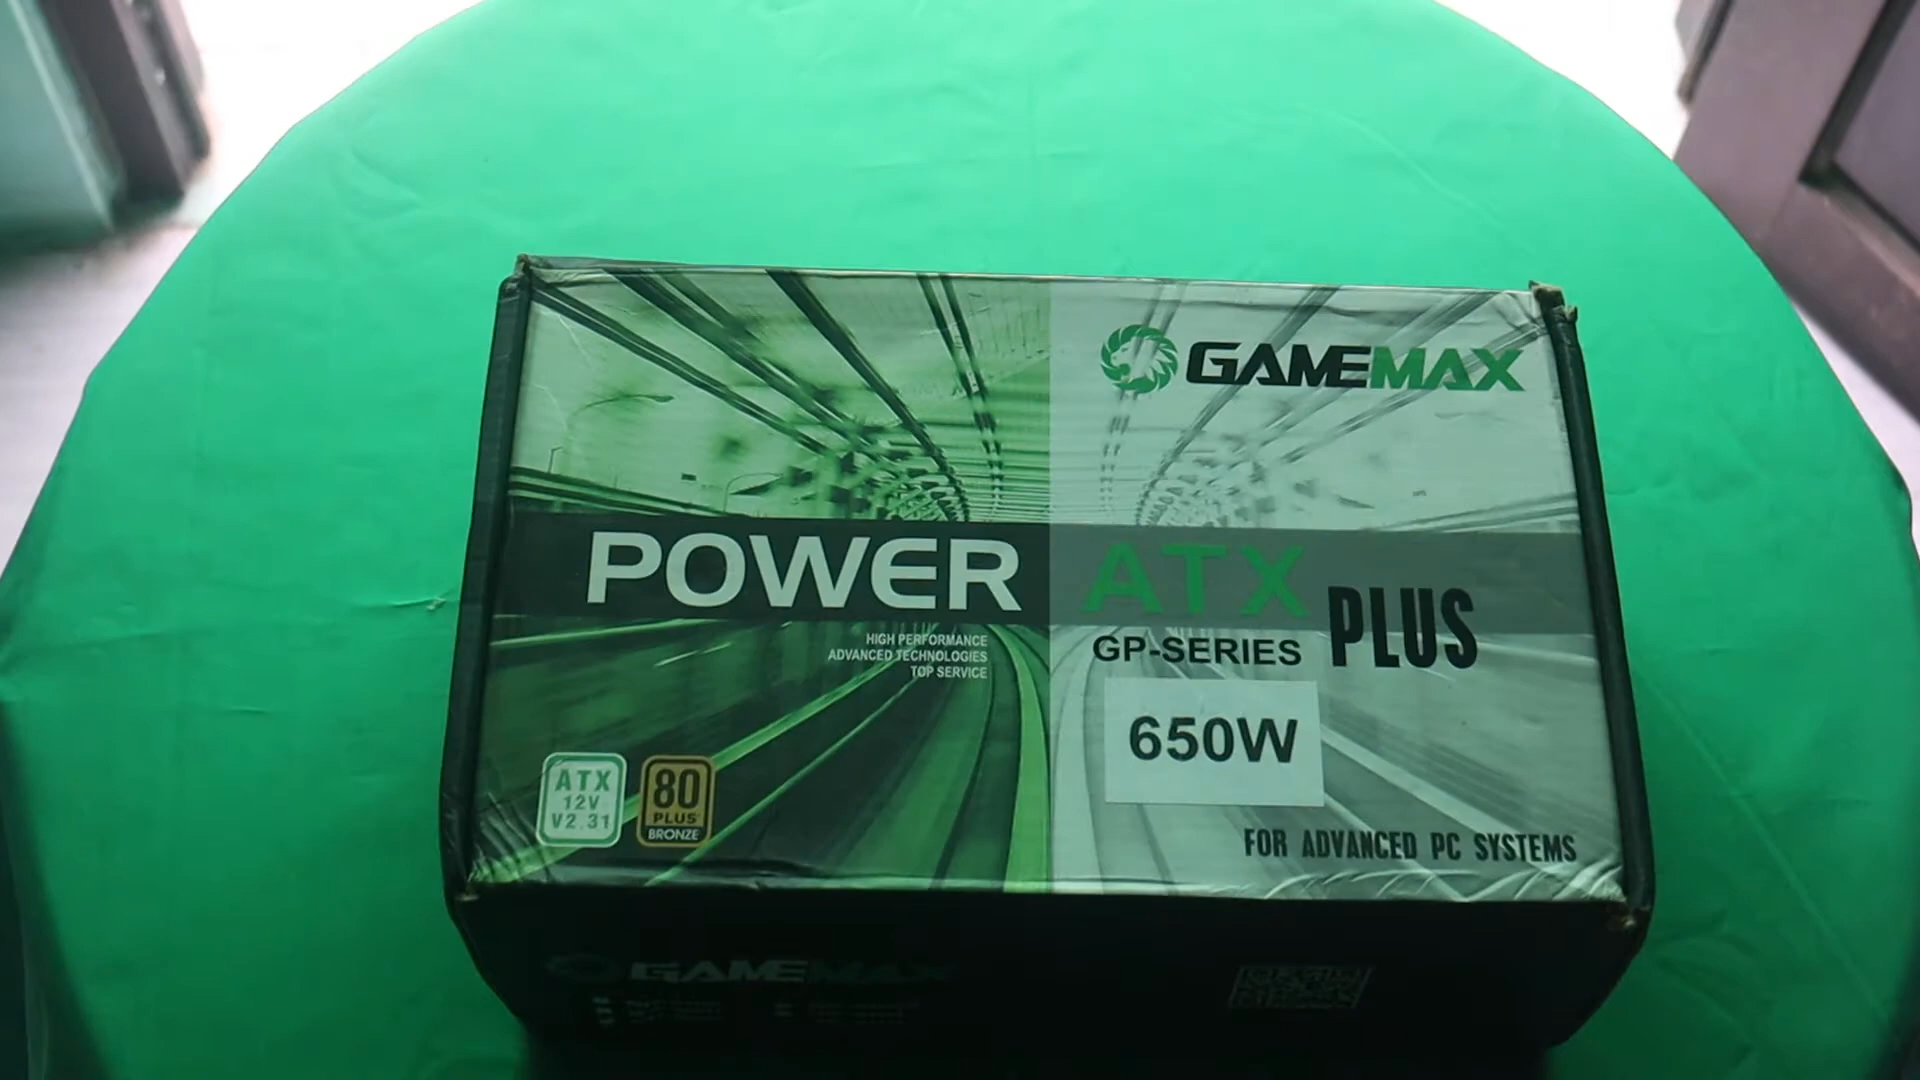 GAMEMAX
POWER ATX PLUS
HIGH PERFORMANCE
ADVANCED TECHNOLOGIES
TOP SERVICE
GP-SERIES
650W
ATX
12V
V2.31
80
PLUS
BRONZE
FOR ADVANCED PC SYSTEMS
GAMEMAX